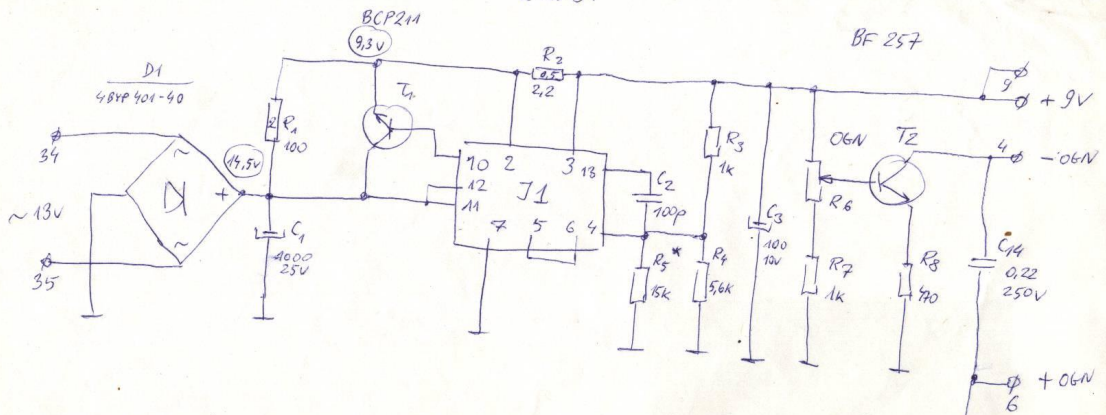 BCP211
9,3V
BF 257
D1
4BYP401-40
34
~13V
35
~
+
~
14,5V
2
R1
100
C1
4000
25V
T1
R2
0,5
2,2
10
2
3
13
12
11
J1
7
5
6
4
C2
100p
R3
1K
R5
15K
*
R4
5,6K
C3
100
10V
OGN
R6
R7
1K
T2
R8
470
9
+9V
4
-OGN
C14
0,22
250V
+OGN
6